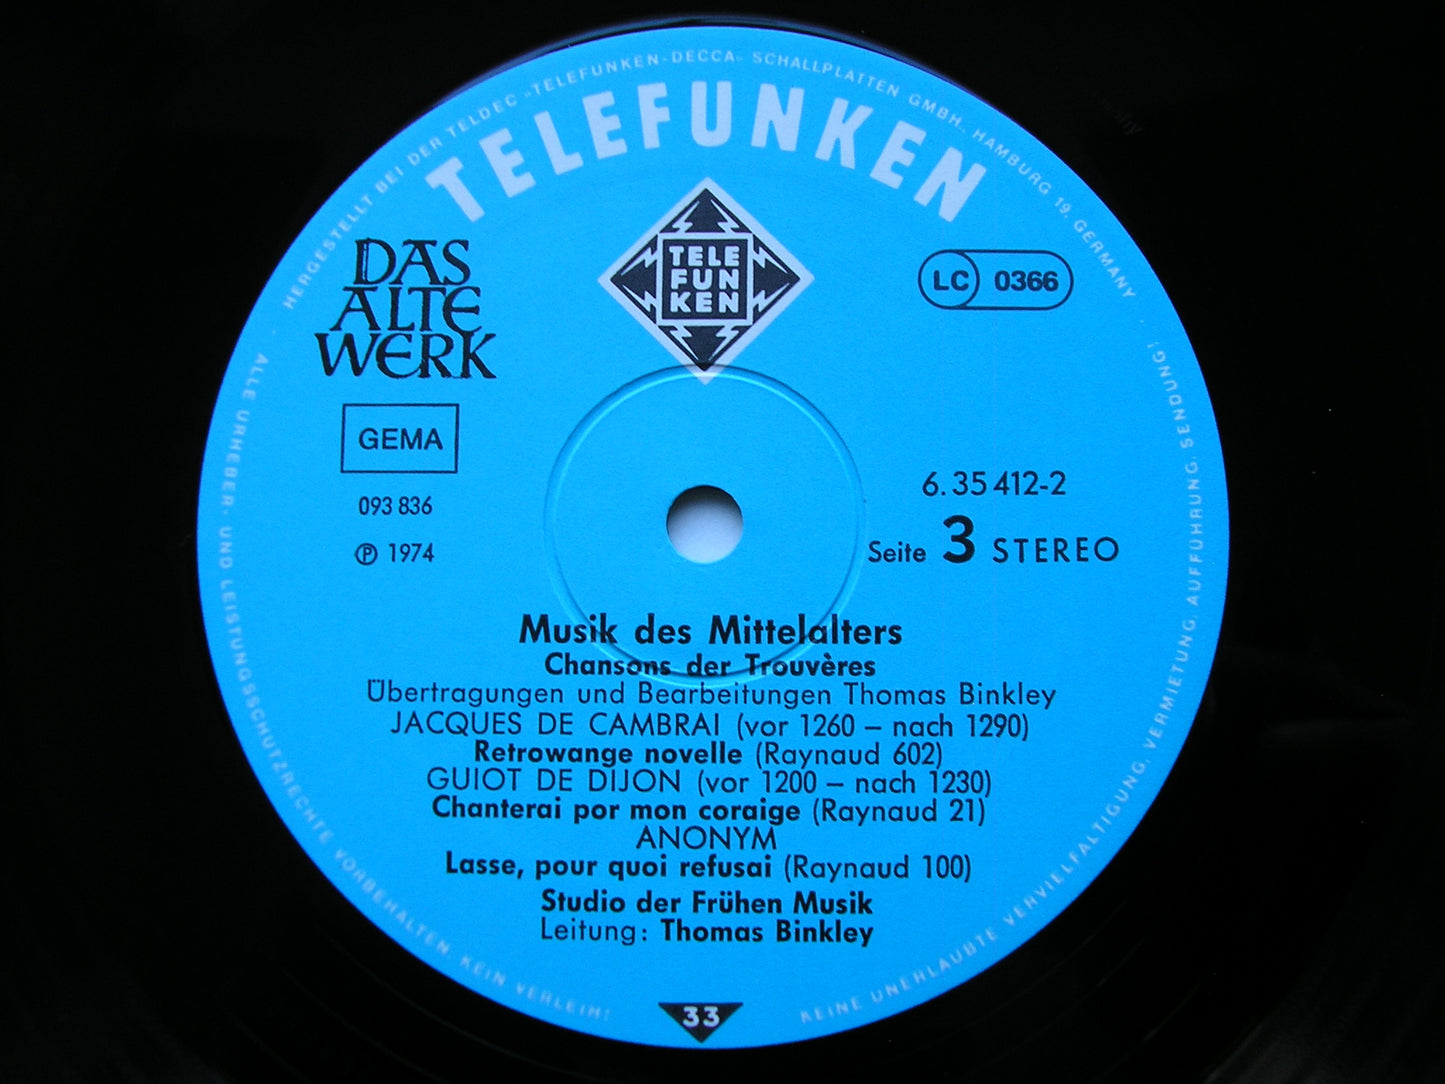 HERGESTELLT BEI DER TELDEC »TELEFUNKEN-DECCA« SCHALLPLATTEN GMBH., HAMBURG 19, GERMANY
TELEFUNKEN
TELE
FUN
KEN
DAS
ALTE
WERK
LC 0366
GEMA
093 836
℗ 1974
6.35 412-2
Seite 3 STEREO
Musik des Mittelalters
Chansons der Trouvères
Übertragungen und Bearbeitungen Thomas Binkley
JACQUES DE CAMBRAI (vor 1260 – nach 1290)
Retrowange novelle (Raynaud 602)
GUIOT DE DIJON (vor 1200 – nach 1230)
Chanterai por mon coraige (Raynaud 21)
ANONYM
Lasse, pour quoi refusai (Raynaud 100)
Studio der Frühen Musik
Leitung: Thomas Binkley
33
ALLE URHEBER- UND LEISTUNGSSCHUTZRECHTE VORBEHALTEN. KEIN VERLEIH!
KEINE UNERLAUBTE VERVIELFÄLTIGUNG, VERMIETUNG, AUFFÜHRUNG, SENDUNG!